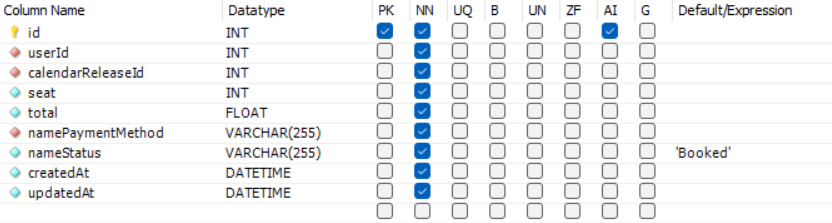 Column Name Datatype PK NN UQ B UN ZF AI G Default/Expression
id INT
userId INT
calendarReleaseId INT
seat INT
total FLOAT
namePaymentMethod VARCHAR(255)
nameStatus VARCHAR(255) 'Booked'
createdAt DATETIME
updatedAt DATETIME